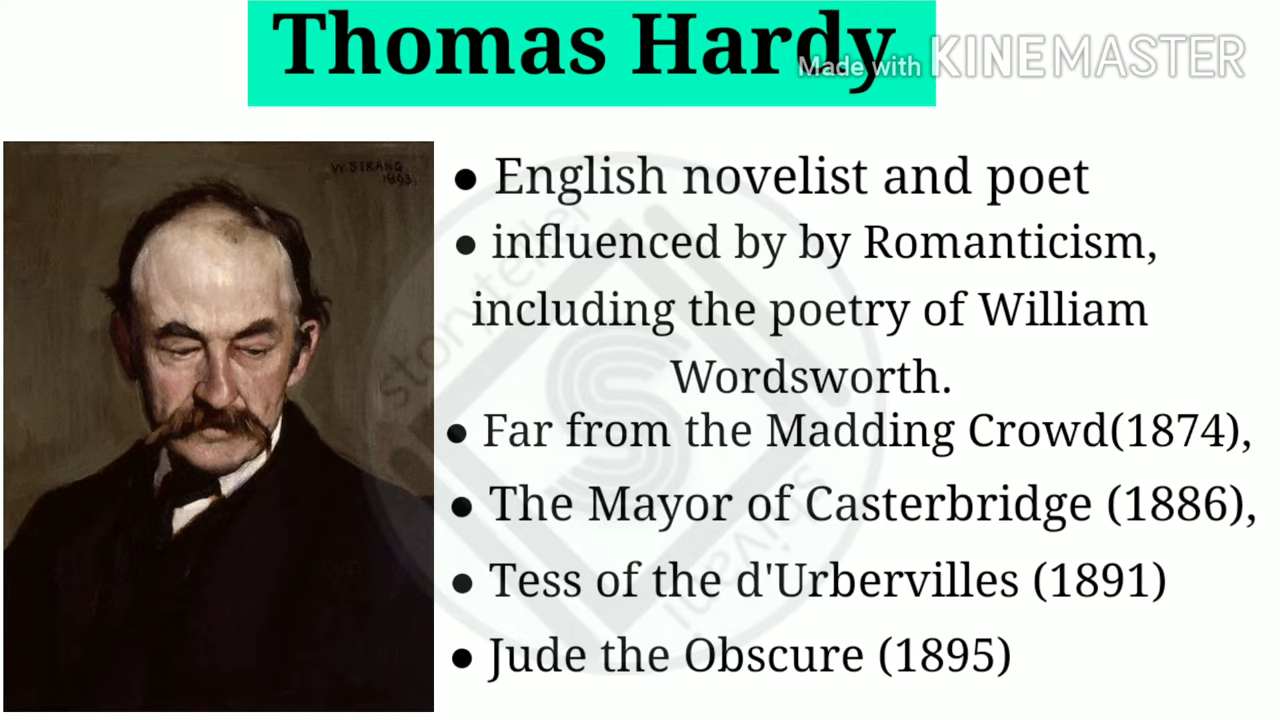 Thomas Hardy
Made with KINEMASTER
W. STRANG
1893
● English novelist and poet
● influenced by by Romanticism,
including the poetry of William
Wordsworth.
● Far from the Madding Crowd(1874),
● The Mayor of Casterbridge (1886),
● Tess of the d'Urbervilles (1891)
● Jude the Obscure (1895)
storyteller
shivani